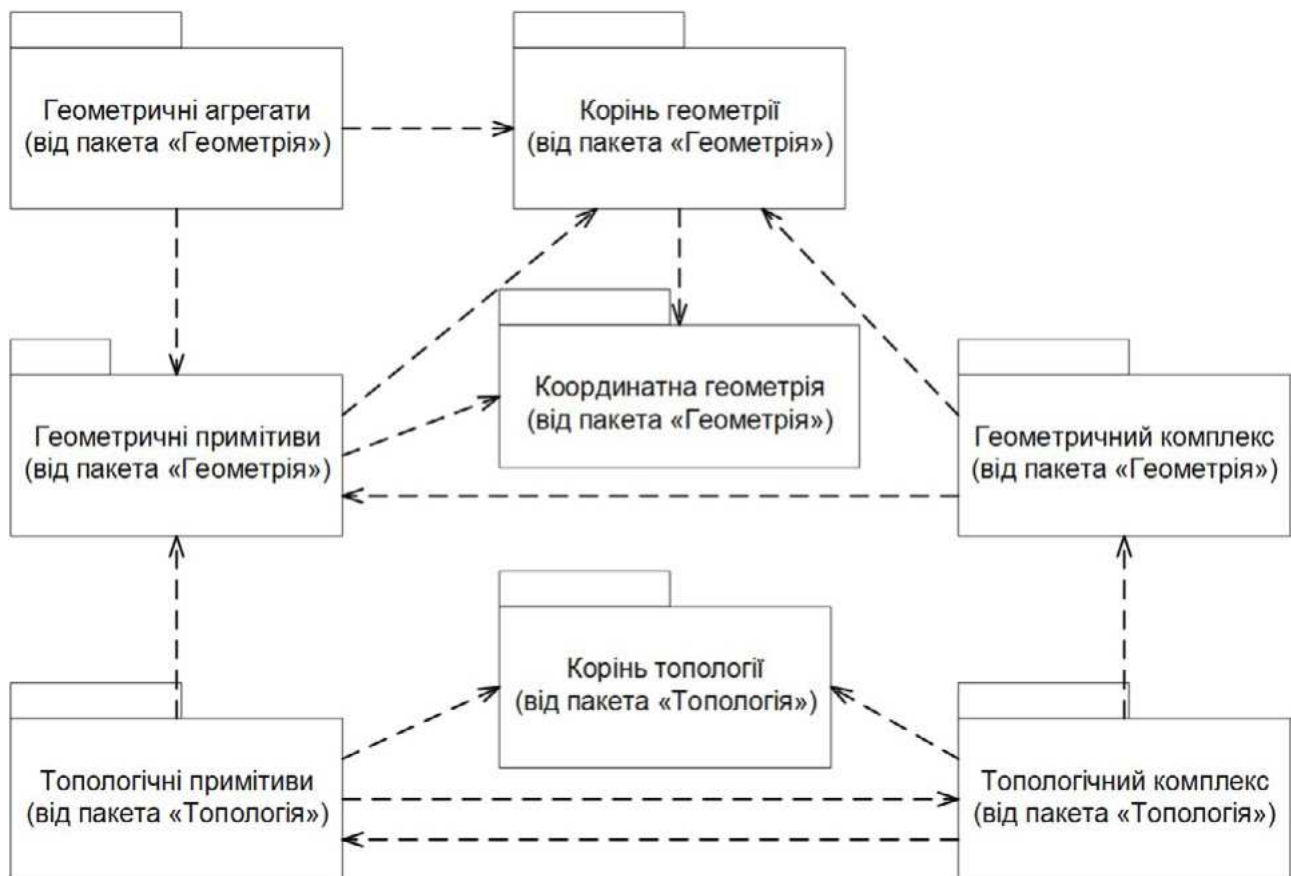 Геометричні агрегати
(від пакета «Геометрія»)
Корінь геометрії
(від пакета «Геометрія»)
Координатна геометрія
(від пакета «Геометрія»)
Геометричні примітиви
(від пакета «Геометрія»)
Геометричний комплекс
(від пакета «Геометрія»)
Корінь топології
(від пакета «Топологія»)
Топологічні примітиви
(від пакета «Топологія»)
Топологічний комплекс
(від пакета «Топологія»)